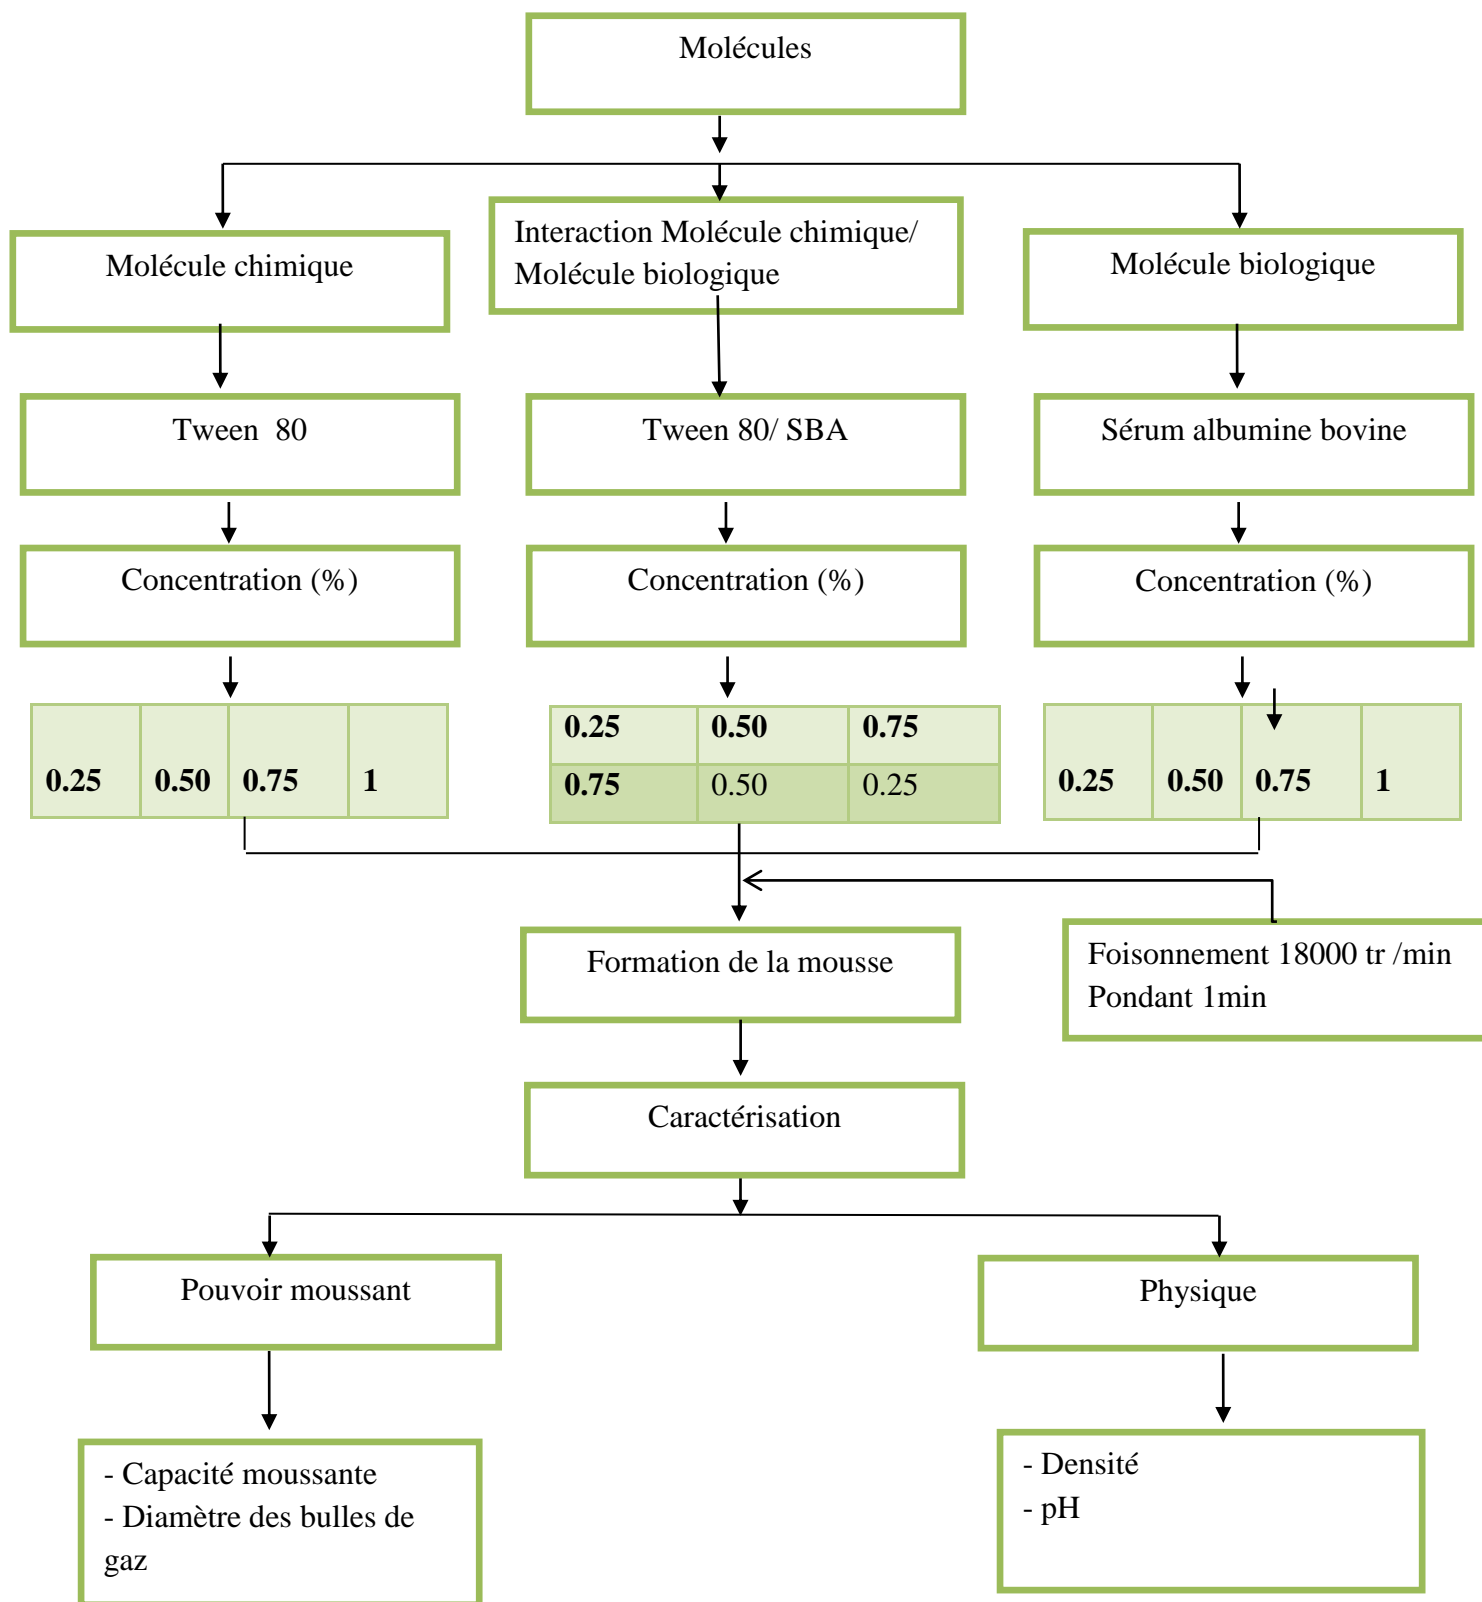 Molécules
Molécule chimique
Interaction Molécule chimique/
Molécule biologique
Molécule biologique
Tween 80
Tween 80/ SBA
Sérum albumine bovine
Concentration (%)
Concentration (%)
Concentration (%)
0.25 0.50 0.75 1
0.25 0.50 0.75
0.75 0.50 0.25
0.25 0.50 0.75 1
Formation de la mousse
Foisonnement 18000 tr /min
Pondant 1min
Caractérisation
Pouvoir moussant
Physique
- Capacité moussante
- Diamètre des bulles de
gaz
- Densité
- pH